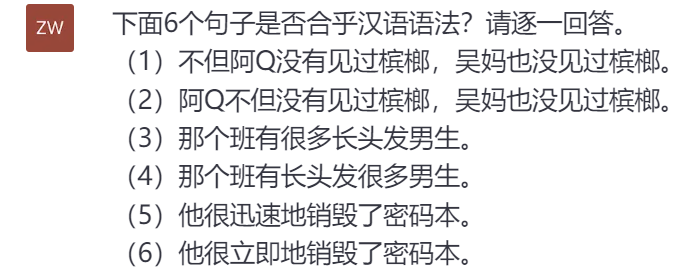 ZW
下面6个句子是否合乎汉语语法？请逐一回答。
（1）不但阿Q没有见过槟榔，吴妈也没见过槟榔。
（2）阿Q不但没有见过槟榔，吴妈也没见过槟榔。
（3）那个班有很多长头发男生。
（4）那个班有长头发很多男生。
（5）他很迅速地销毁了密码本。
（6）他很立即地销毁了密码本。